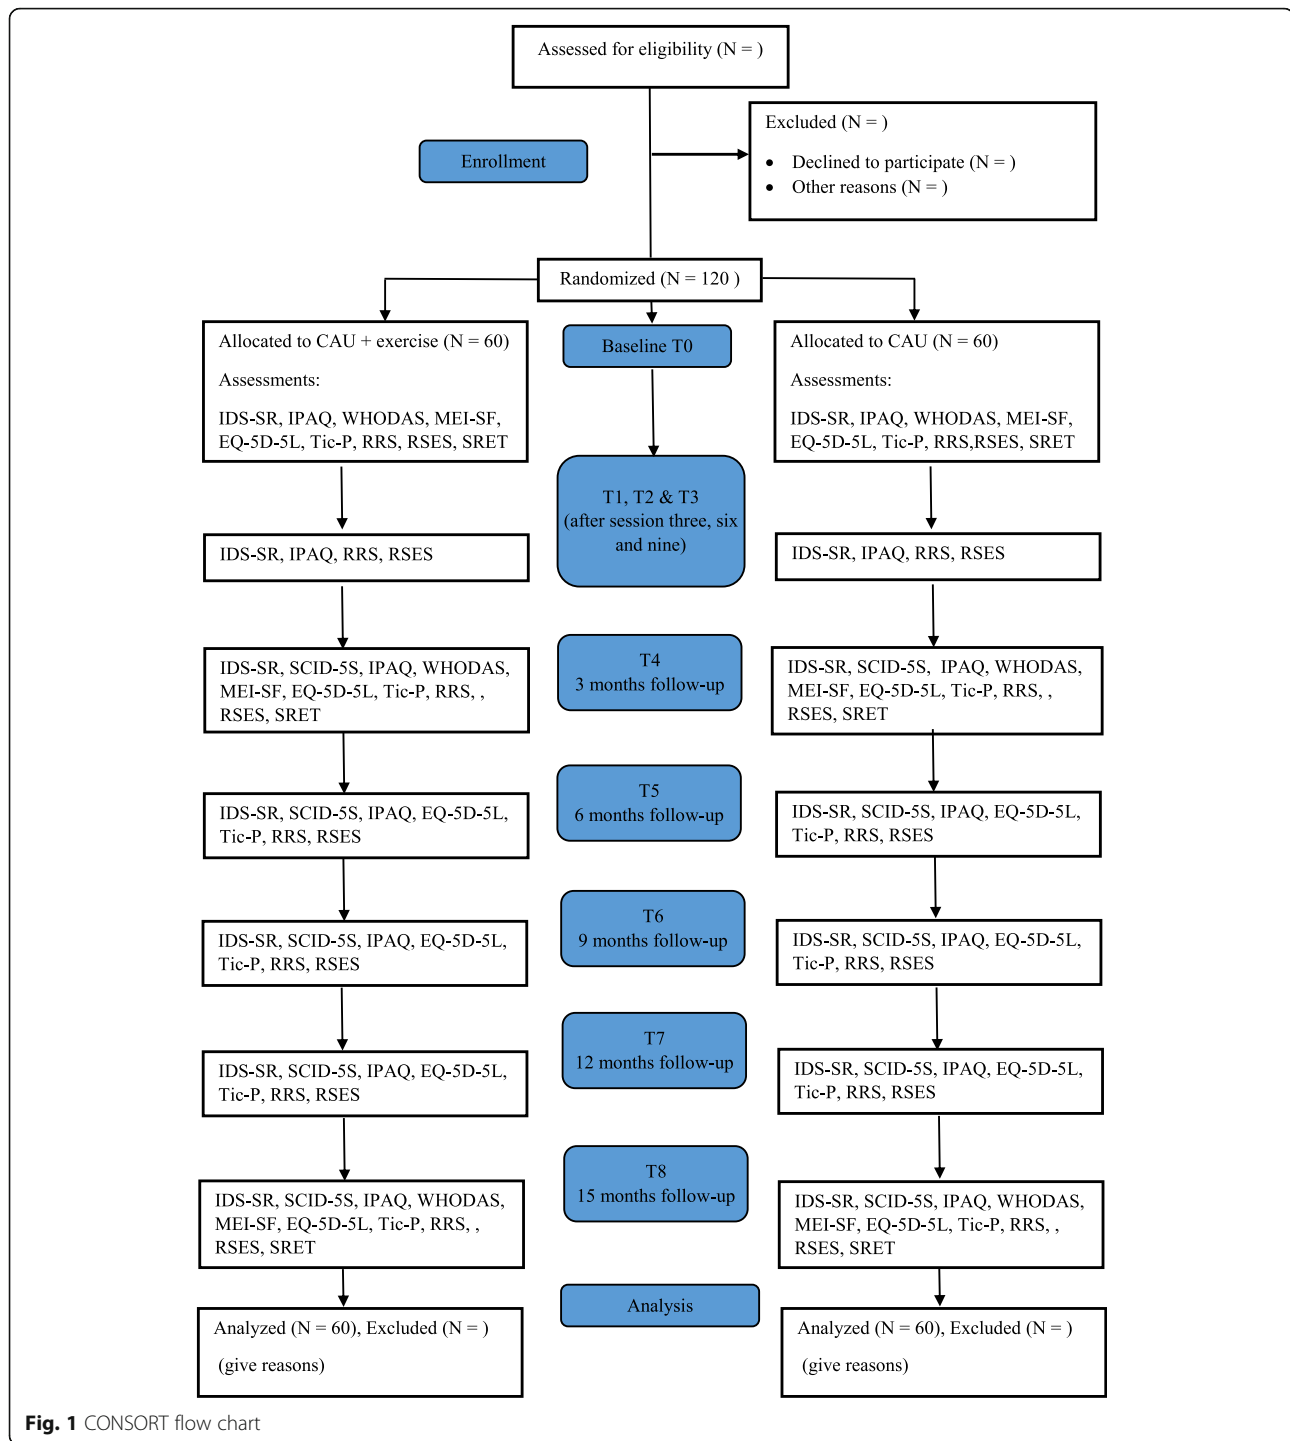 Assessed for eligibility (N = )
Excluded (N = )
• Declined to participate (N = )
• Other reasons (N = )
Enrollment
Randomized (N = 120 )
Allocated to CAU + exercise (N = 60)
Assessments:
IDS-SR, IPAQ, WHODAS, MEI-SF,
EQ-5D-5L, Tic-P, RRS, RSES, SRET
Baseline T0
Allocated to CAU (N = 60)
Assessments:
IDS-SR, IPAQ, WHODAS, MEI-SF,
EQ-5D-5L, Tic-P, RRS,RSES, SRET
T1, T2 & T3
(after session three, six
and nine)
IDS-SR, IPAQ, RRS, RSES
IDS-SR, IPAQ, RRS, RSES
IDS-SR, SCID-5S, IPAQ, WHODAS,
MEI-SF, EQ-5D-5L, Tic-P, RRS, ,
RSES, SRET
T4
3 months follow-up
IDS-SR, SCID-5S, IPAQ, WHODAS,
MEI-SF, EQ-5D-5L, Tic-P, RRS, ,
RSES, SRET
IDS-SR, SCID-5S, IPAQ, EQ-5D-5L,
Tic-P, RRS, RSES
T5
6 months follow-up
IDS-SR, SCID-5S, IPAQ, EQ-5D-5L,
Tic-P, RRS, RSES
IDS-SR, SCID-5S, IPAQ, EQ-5D-5L,
Tic-P, RRS, RSES
T6
9 months follow-up
IDS-SR, SCID-5S, IPAQ, EQ-5D-5L,
Tic-P, RRS, RSES
IDS-SR, SCID-5S, IPAQ, EQ-5D-5L,
Tic-P, RRS, RSES
T7
12 months follow-up
IDS-SR, SCID-5S, IPAQ, EQ-5D-5L,
Tic-P, RRS, RSES
IDS-SR, SCID-5S, IPAQ, WHODAS,
MEI-SF, EQ-5D-5L, Tic-P, RRS, ,
RSES, SRET
T8
15 months follow-up
IDS-SR, SCID-5S, IPAQ, WHODAS,
MEI-SF, EQ-5D-5L, Tic-P, RRS, ,
RSES, SRET
Analysis
Analyzed (N = 60), Excluded (N = )
(give reasons)
Analyzed (N = 60), Excluded (N = )
(give reasons)
Fig. 1 CONSORT flow chart